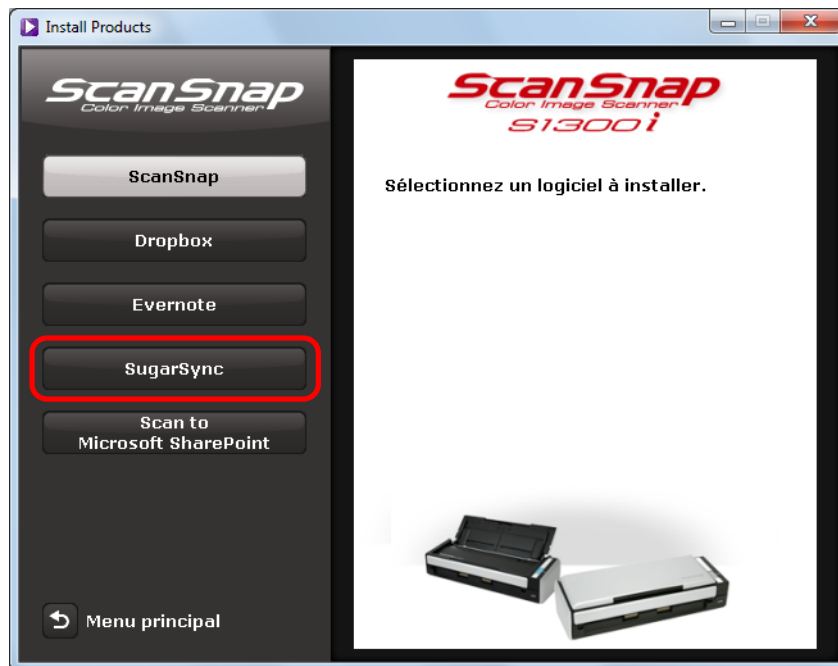 Install Products
ScanSnap
Color Image Scanner
ScanSnap
Dropbox
Evernote
SugarSync
Scan to
Microsoft SharePoint
Menu principal
ScanSnap
Color Image Scanner
S1300i
Sélectionnez un logiciel à installer.